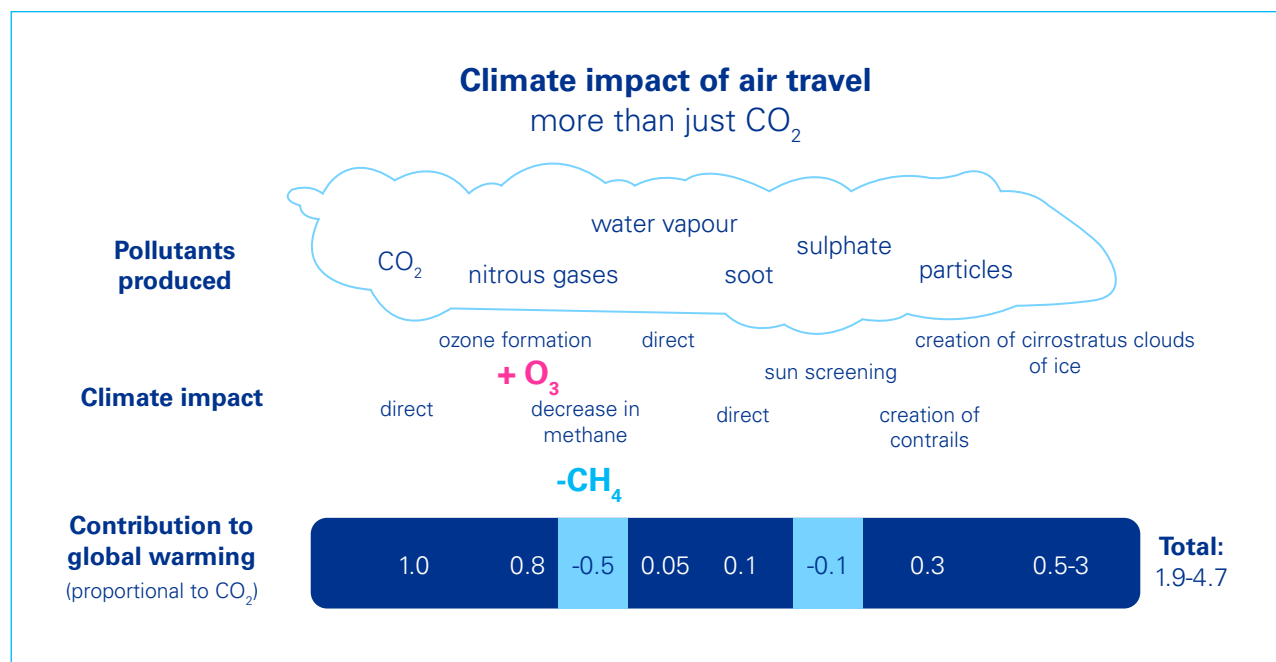 Climate impact of air travel
more than just CO₂
Pollutants
produced
CO₂
nitrous gases
water vapour
soot
sulphate
particles
Climate impact
direct
ozone formation
+ O₃
decrease in
methane
-CH₄
direct
direct
sun screening
creation of
contrails
creation of cirrostratus clouds
of ice
Contribution to
global warming
(proportional to CO₂)
1.0
0.8
-0.5
0.05
0.1
-0.1
0.3
0.5-3
Total:
1.9-4.7